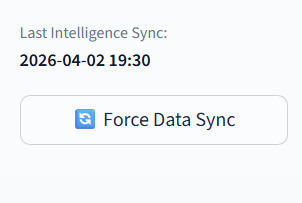 Last Intelligence Sync:
2026-04-02 19:30
Force Data Sync